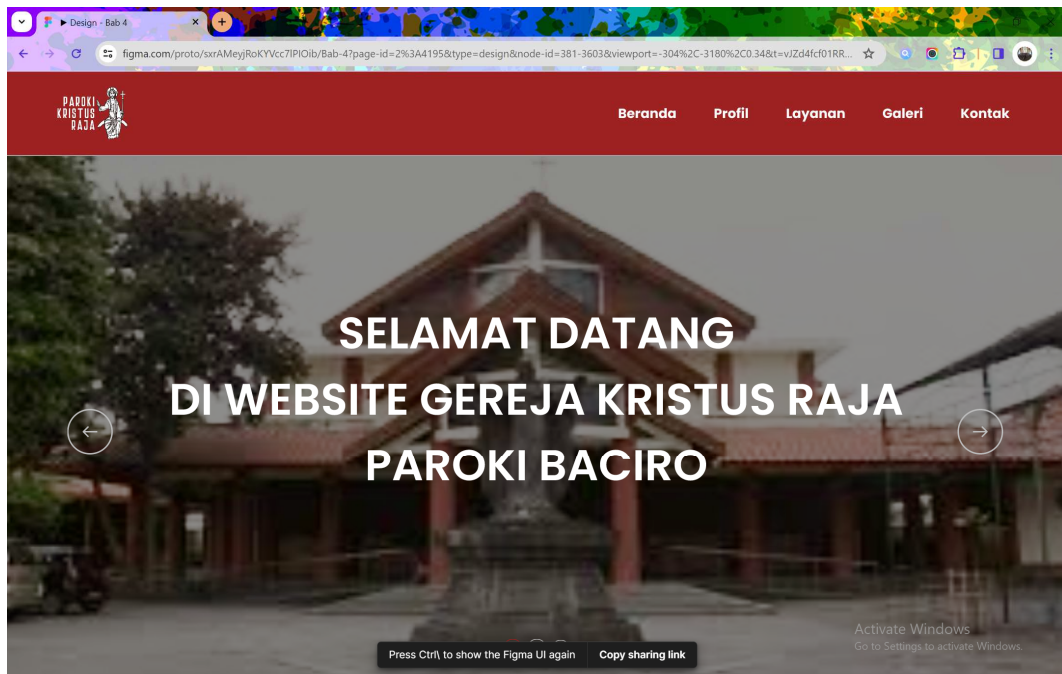 Design - Bab 4
figma.com/proto/sxrAMeyjRoKYVcc7lPIOib/Bab-4?page-id=2%3A4195&type=design&node-id=381-3603&viewport=-304%2C-3180%2C0.34&t=vJZd4fcf01RR...
PAROKI
KRISTUS
RAJA
Beranda Profil Layanan Galeri Kontak
SELAMAT DATANG
DI WEBSITE GEREJA KRISTUS RAJA
PAROKI BACIRO
Activate Windows
Go to Settings to activate Windows.
Press Ctrl\ to show the Figma UI again Copy sharing link